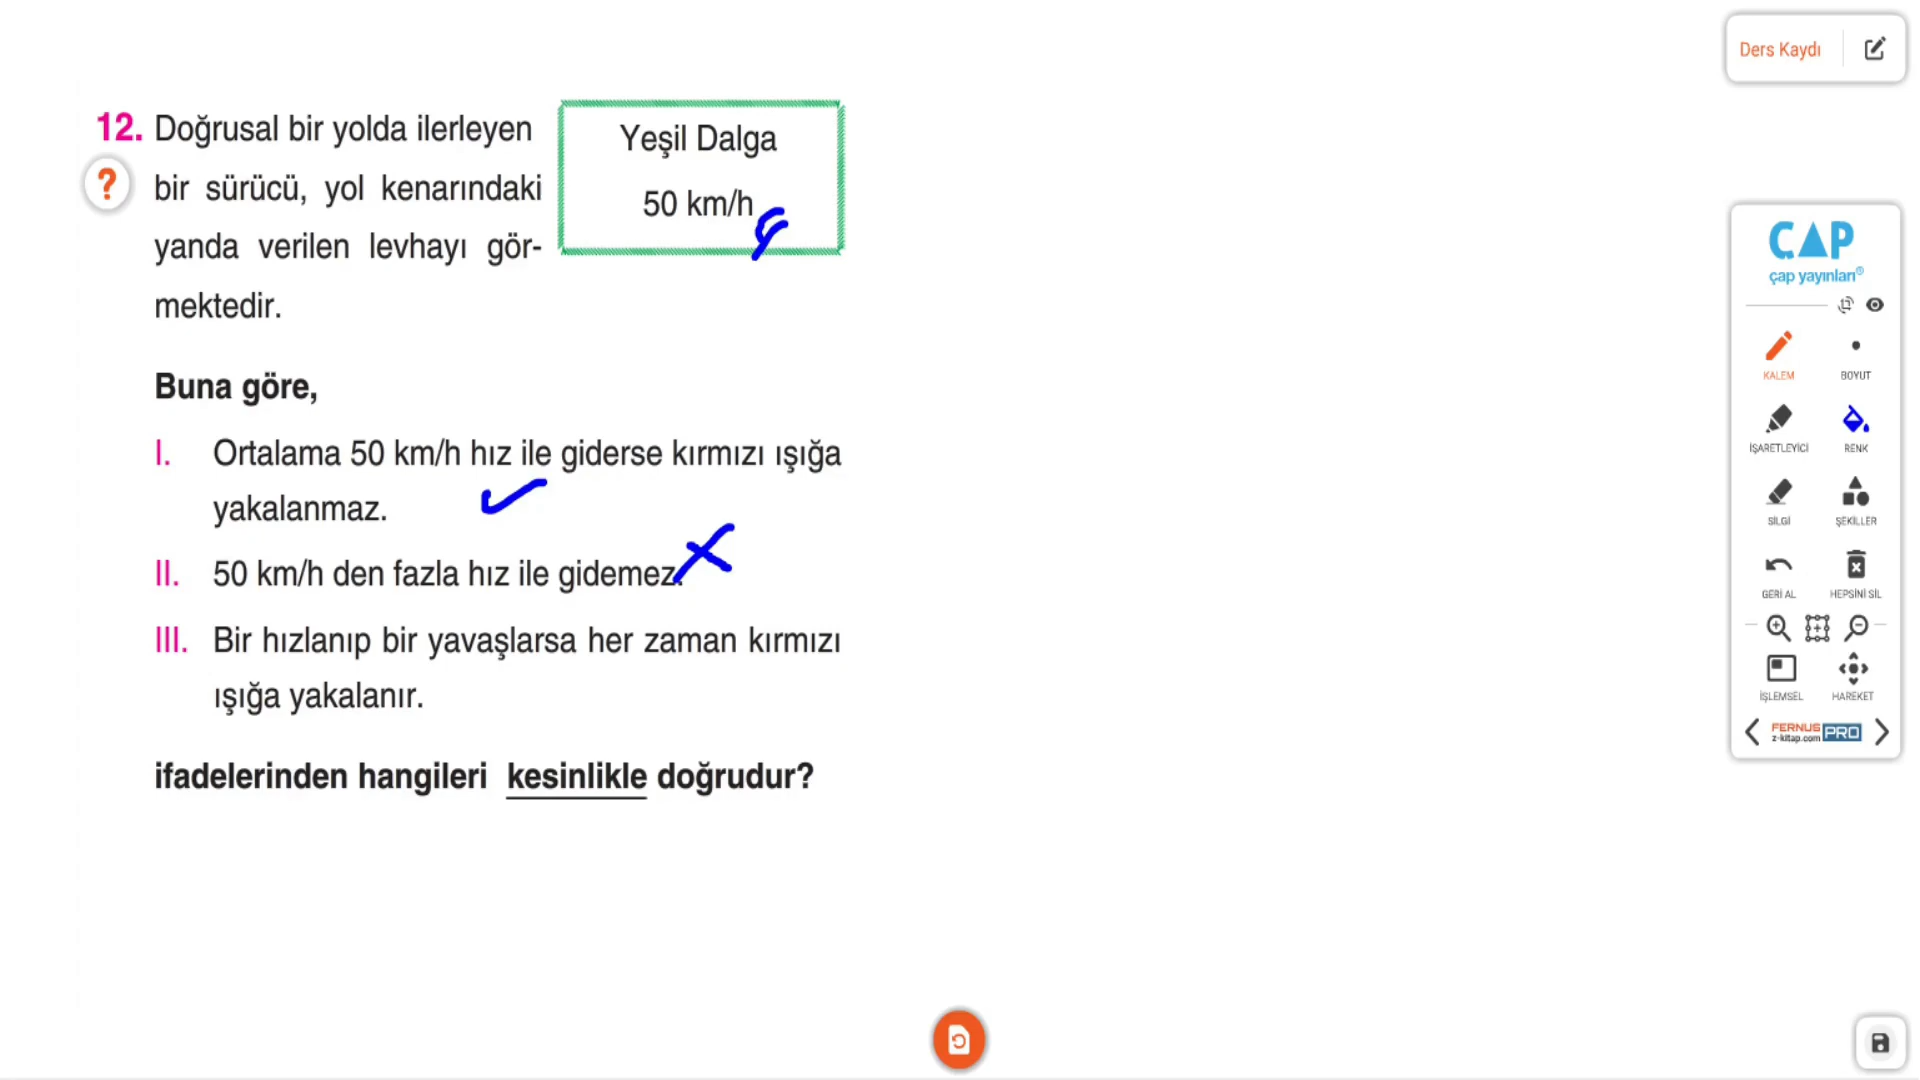 Ders Kaydı
12. Doğrusal bir yolda ilerleyen
bir sürücü, yol kenarındaki
yanda verilen levhayı gör-
mektedir.
Yeşil Dalga
50 km/h
Buna göre,
I. Ortalama 50 km/h hız ile giderse kırmızı ışığa
yakalanmaz.
II. 50 km/h den fazla hız ile gidemez.
III. Bir hızlanıp bir yavaşlarsa her zaman kırmızı
ışığa yakalanır.
ifadelerinden hangileri kesinlikle doğrudur?
?
ÇAP
çap yayınları®
KALEM
BOYUT
İŞARETLEYİCİ
RENK
SİLGİ
ŞEKİLLER
GERİ AL
HEPSİNİ SİL
İŞLEMSEL
HAREKET
FERNUS
z-kitap.com
PRO